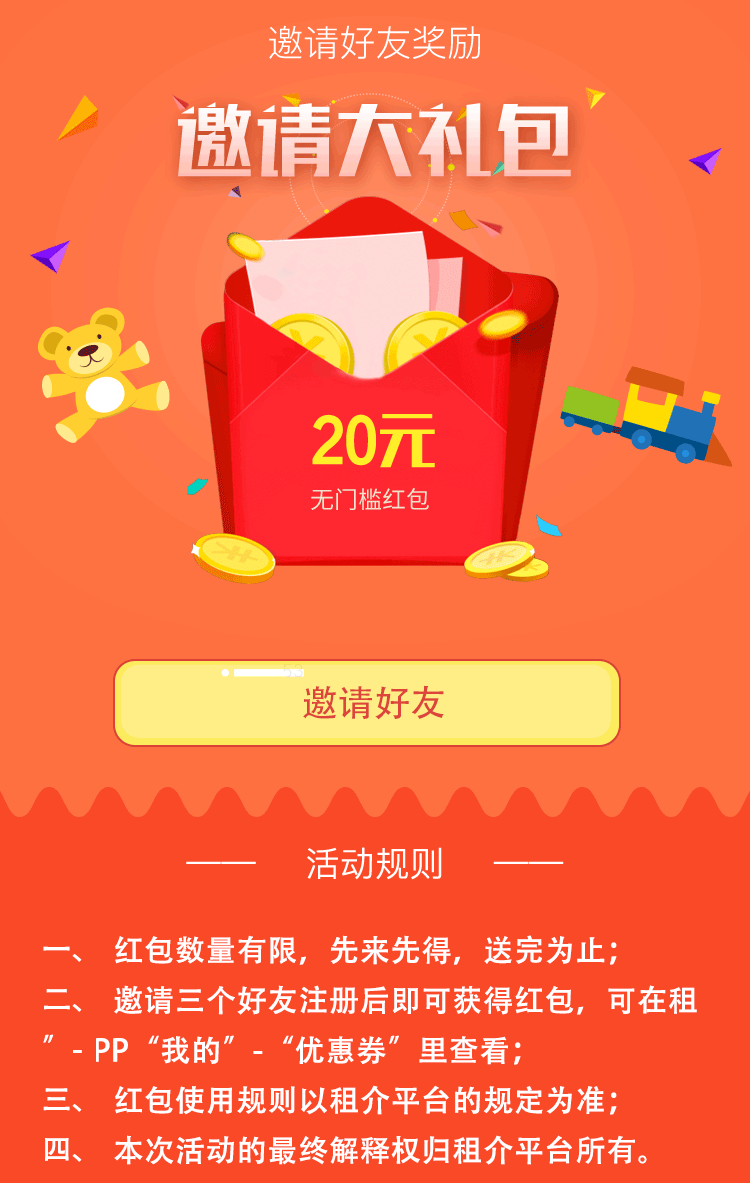 邀请好友奖励
邀请大礼包
20元
无门槛红包
邀请好友
活动规则
一、 红包数量有限，先来先得，送完为止；
二、 邀请三个好友注册后即可获得红包，可在租
”- PP“我的”-“优惠券”里查看；
三、 红包使用规则以租介平台的规定为准；
四、 本次活动的最终解释权归租介平台所有。